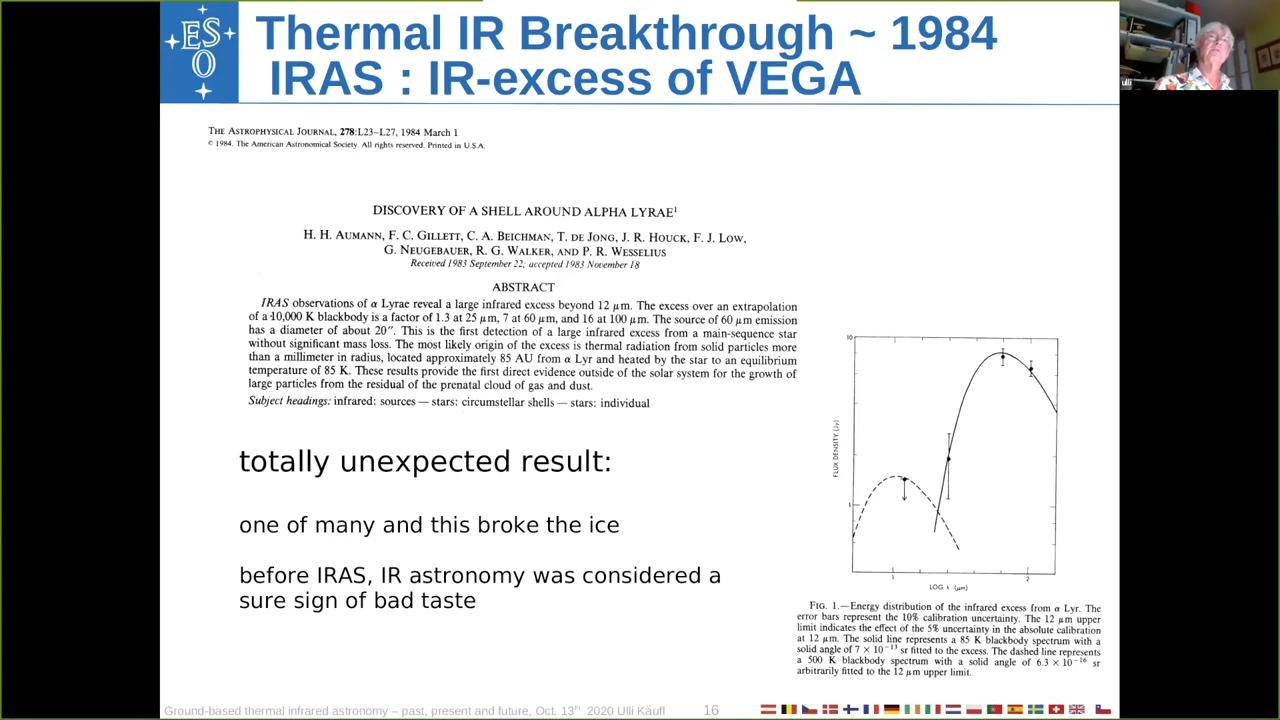 ESO
Thermal IR Breakthrough ~ 1984
IRAS : IR-excess of VEGA
ulli
THE ASTROPHYSICAL JOURNAL, 278:L23–L27, 1984 March 1
© 1984. The American Astronomical Society. All rights reserved. Printed in U.S.A.
DISCOVERY OF A SHELL AROUND ALPHA LYRAE¹
H. H. AUMANN, F. C. GILLETT, C. A. BEICHMAN, T. DE JONG, J. R. HOUCK, F. J. LOW,
G. NEUGEBAUER, R. G. WALKER, AND P. R. WESSELIUS
Received 1983 September 22; accepted 1983 November 18
ABSTRACT
IRAS observations of α Lyrae reveal a large infrared excess beyond 12 μm. The excess over an extrapolation
of a 10,000 K blackbody is a factor of 1.3 at 25 μm, 7 at 60 μm, and 16 at 100 μm. The source of 60 μm emission
has a diameter of about 20″. This is the first detection of a large infrared excess from a main-sequence star
without significant mass loss. The most likely origin of the excess is thermal radiation from solid particles more
than a millimeter in radius, located approximately 85 AU from α Lyr and heated by the star to an equilibrium
temperature of 85 K. These results provide the first direct evidence outside of the solar system for the growth of
large particles from the residual of the prenatal cloud of gas and dust.
Subject headings: infrared: sources — stars: circumstellar shells — stars: individual
totally unexpected result:
one of many and this broke the ice
before IRAS, IR astronomy was considered a
sure sign of bad taste
10
FLUX DENSITY (Jy)
1
1
2
LOG λ (μm)
FIG. 1.—Energy distribution of the infrared excess from α Lyr. The
error bars represent the 10% calibration uncertainty. The 12 μm upper
limit indicates the effect of the 5% uncertainty in the absolute calibration
at 12 μm. The solid line represents a 85 K blackbody spectrum with a
solid angle of 7 × 10⁻¹³ sr fitted to the excess. The dashed line represents
a 500 K blackbody spectrum with a solid angle of 6.3 × 10⁻¹⁶ sr
arbitrarily fitted to the 12 μm upper limit.
Ground-based thermal infrared astronomy – past, present and future, Oct. 13th 2020 Ulli Käufl
16